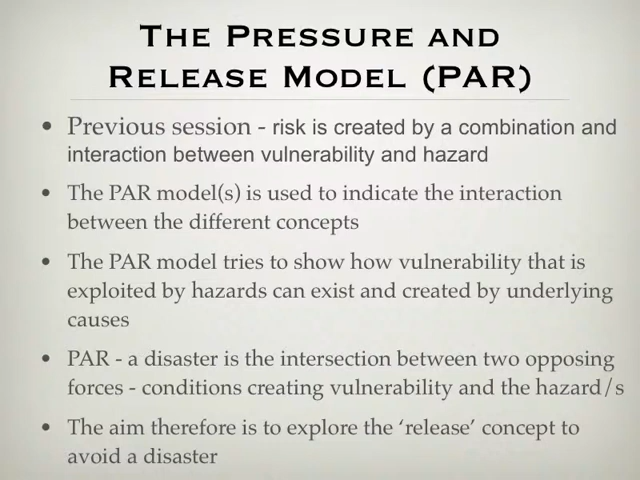 The Pressure and
Release Model (PAR)
• Previous session - risk is created by a combination and
interaction between vulnerability and hazard
• The PAR model(s) is used to indicate the interaction
between the different concepts
• The PAR model tries to show how vulnerability that is
exploited by hazards can exist and created by underlying
causes
• PAR - a disaster is the intersection between two opposing
forces - conditions creating vulnerability and the hazard/s
• The aim therefore is to explore the ‘release’ concept to
avoid a disaster